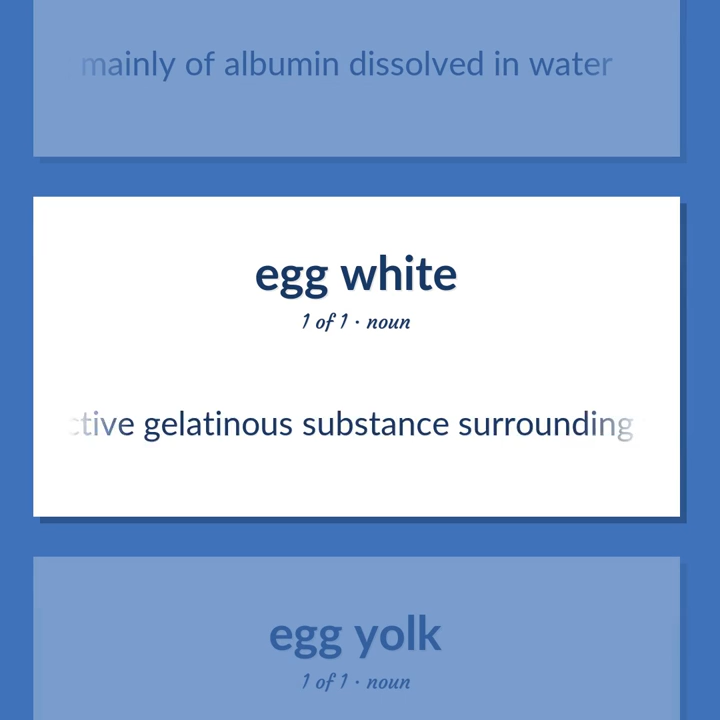 mainly of albumin dissolved in water
egg white
1 of 1 · noun
ctive gelatinous substance surrounding
egg yolk
1 of 1 · noun